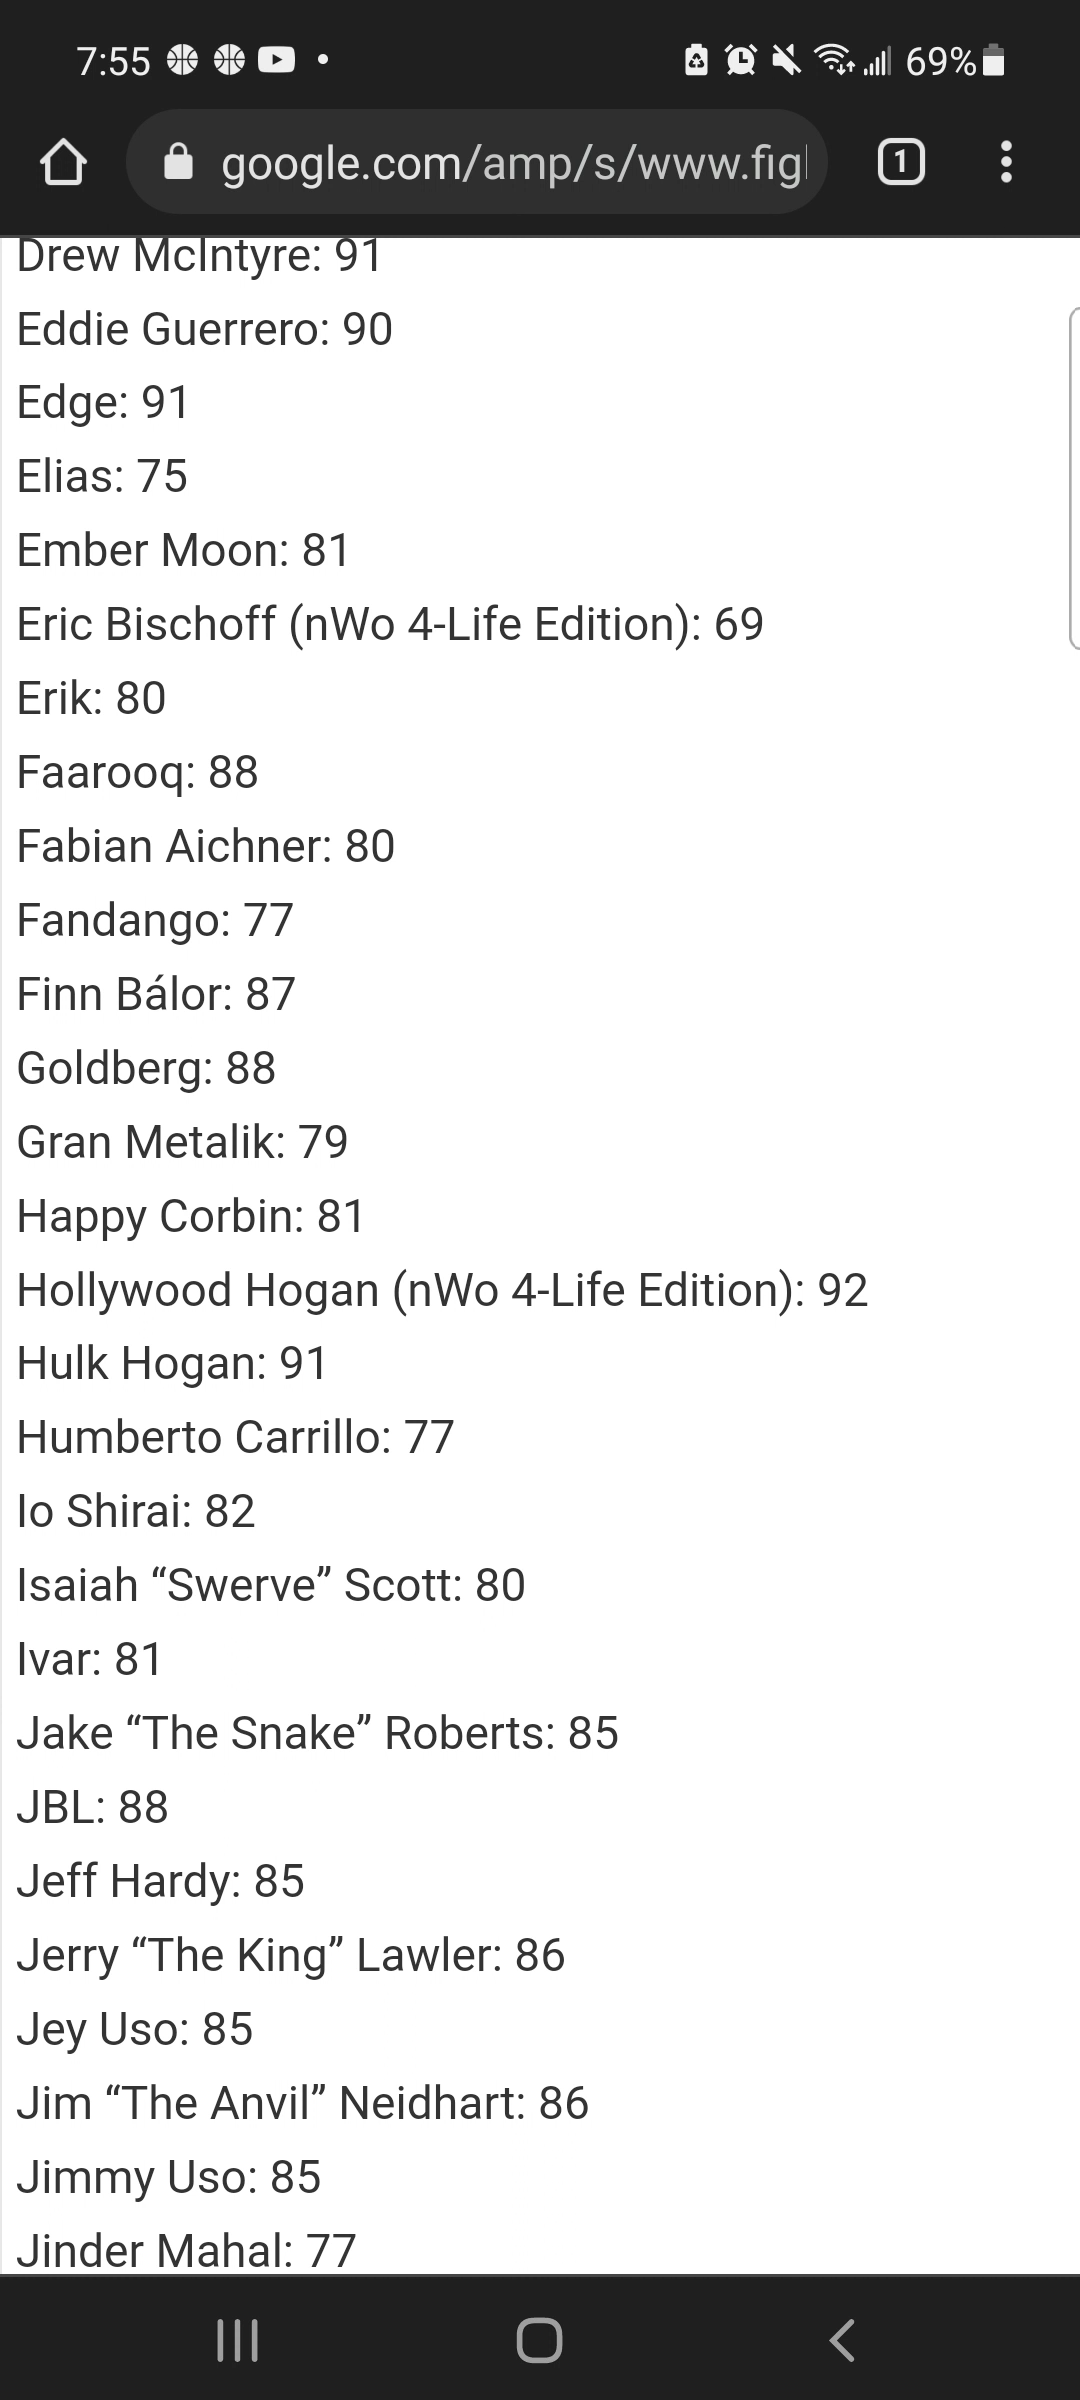 7:55
69%
google.com/amp/s/www.fig
1
Drew McIntyre: 91
Eddie Guerrero: 90
Edge: 91
Elias: 75
Ember Moon: 81
Eric Bischoff (nWo 4-Life Edition): 69
Erik: 80
Faarooq: 88
Fabian Aichner: 80
Fandango: 77
Finn Bálor: 87
Goldberg: 88
Gran Metalik: 79
Happy Corbin: 81
Hollywood Hogan (nWo 4-Life Edition): 92
Hulk Hogan: 91
Humberto Carrillo: 77
Io Shirai: 82
Isaiah “Swerve” Scott: 80
Ivar: 81
Jake “The Snake” Roberts: 85
JBL: 88
Jeff Hardy: 85
Jerry “The King” Lawler: 86
Jey Uso: 85
Jim “The Anvil” Neidhart: 86
Jimmy Uso: 85
Jinder Mahal: 77